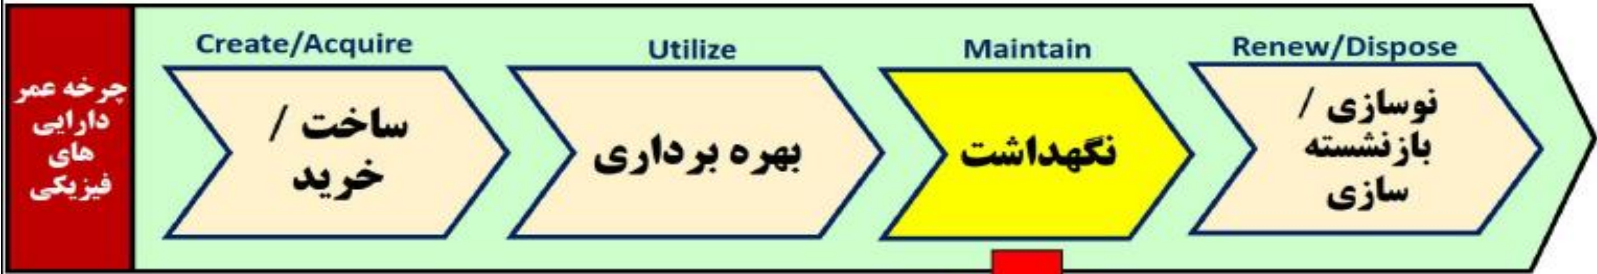 چرخه عمر
دارایی
های
فیزیکی
Create/Acquire
ساخت /
خرید
Utilize
بهره برداری
Maintain
نگهداشت
Renew/Dispose
نوسازی /
بازنشسته
سازی